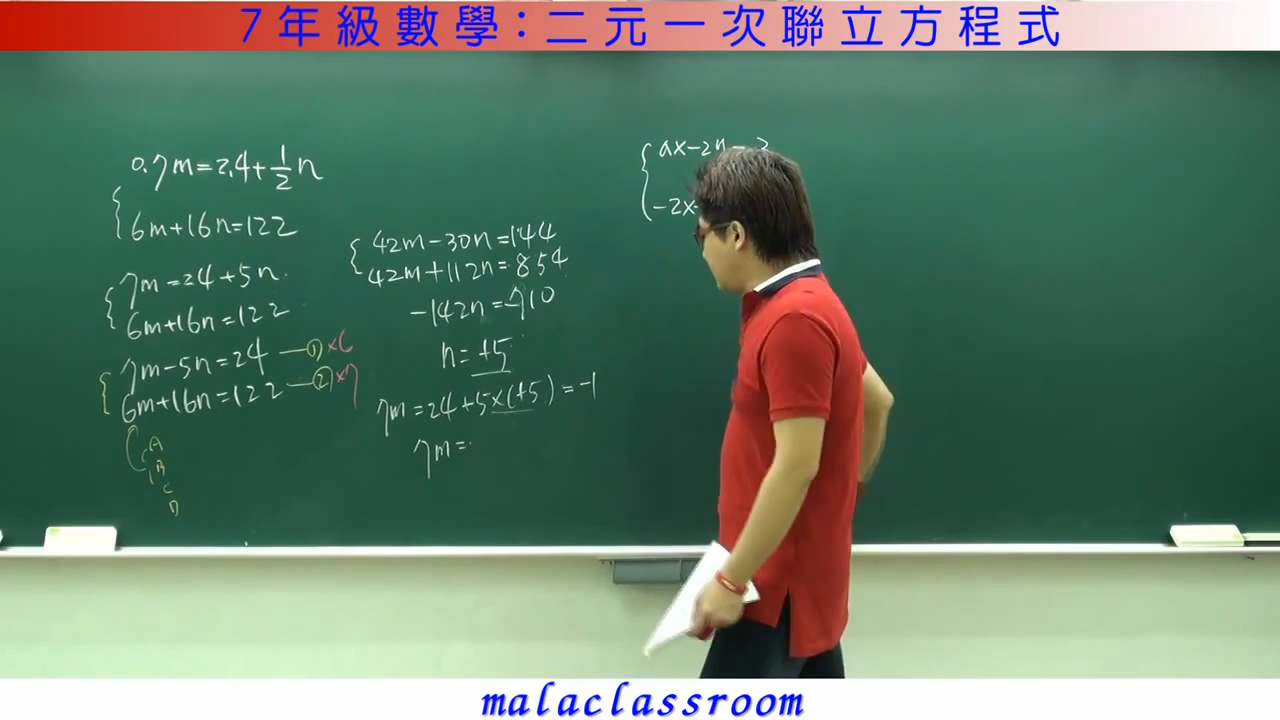 7年級數學:二元一次聯立方程式
0.7m=2.4+1/2n
6m+16n=122
7m=24+5n
6m+16n=122
7m-5n=24 —① ×6
6m+16n=122 —② ×7
A
B
C
D
42m-30n=144
42m+112n=854
-142n=-710
n=+5
7m=24+5×(+5)=-1
7m=
-2x
malaclassroom